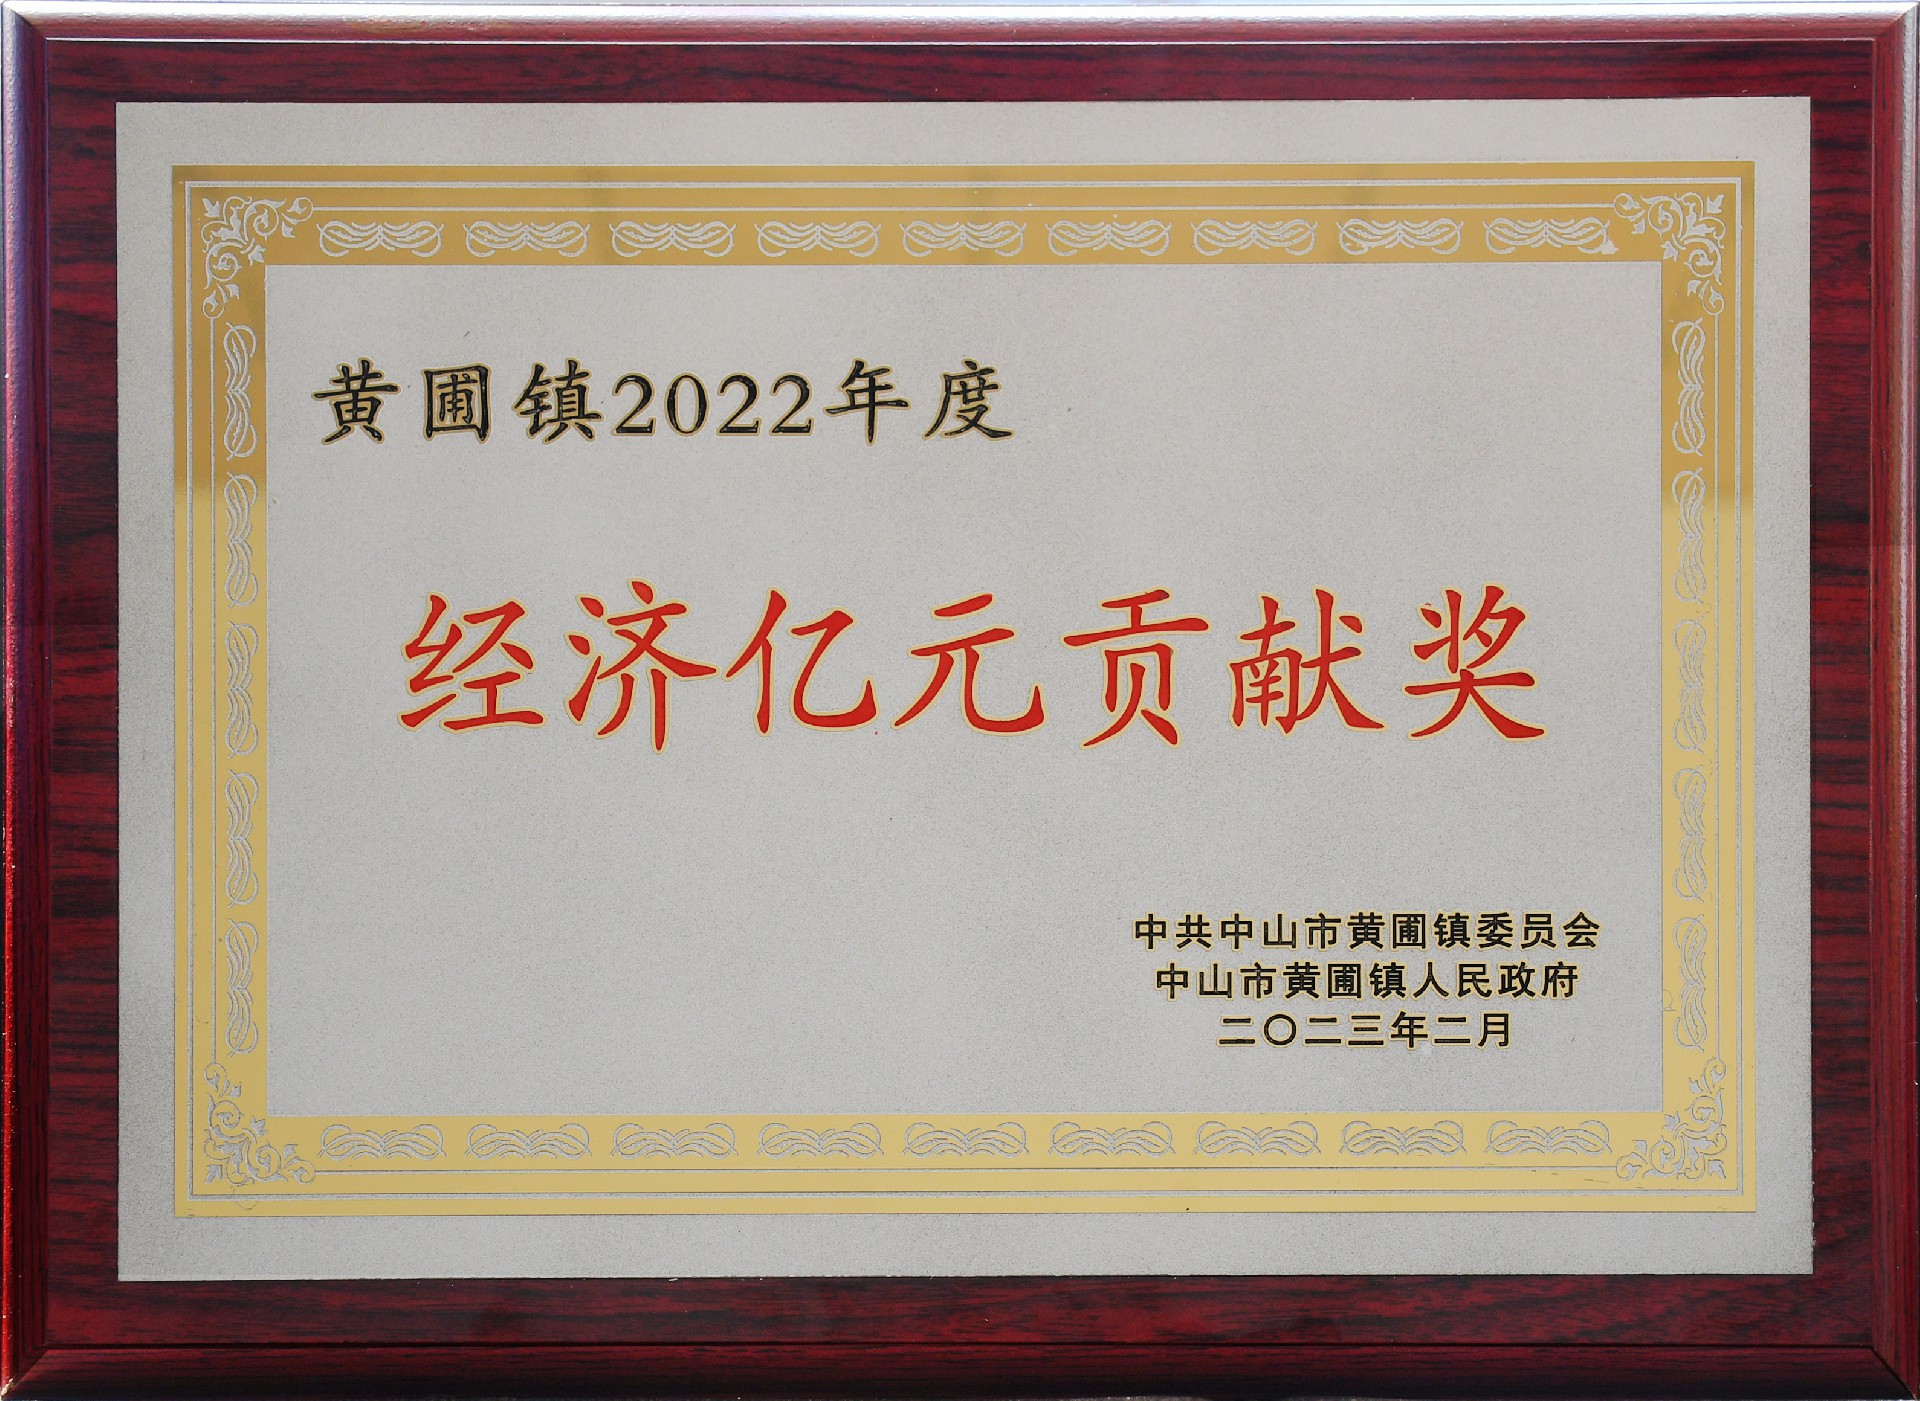 黄圃镇2022年度
经济亿元贡献奖
中共中山市黄圃镇委员会
中山市黄圃镇人民政府
二〇二三年二月